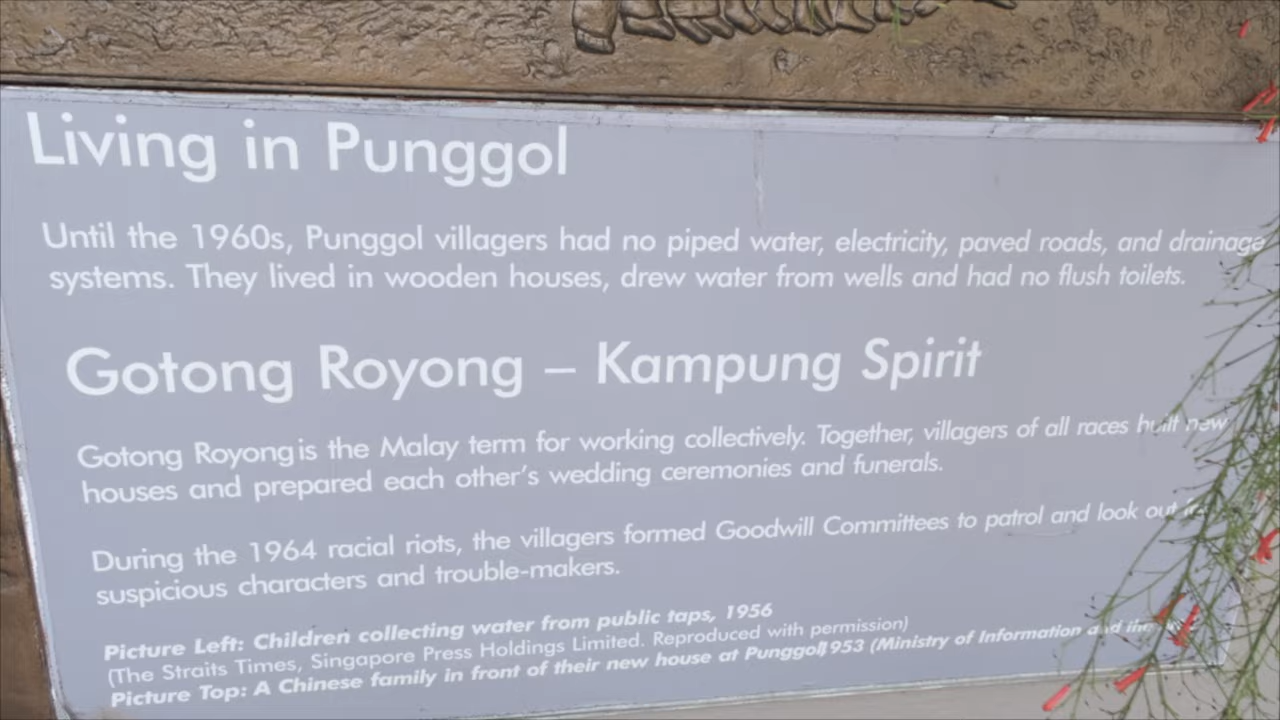 Living in Punggol
Until the 1960s, Punggol villagers had no piped water, electricity, paved roads, and drainage
systems. They lived in wooden houses, drew water from wells and had no flush toilets.
Gotong Royong – Kampung Spirit
Gotong Royong is the Malay term for working collectively. Together, villagers of all races built new
houses and prepared each other's wedding ceremonies and funerals.
During the 1964 racial riots, the villagers formed Goodwill Committees to patrol and look out
suspicious characters and trouble-makers.
Picture Left: Children collecting water from public taps, 1956
(The Straits Times, Singapore Press Holdings Limited. Reproduced with permission)
Picture Top: A Chinese family in front of their new house at Punggol, 1953 (Ministry of Information and the